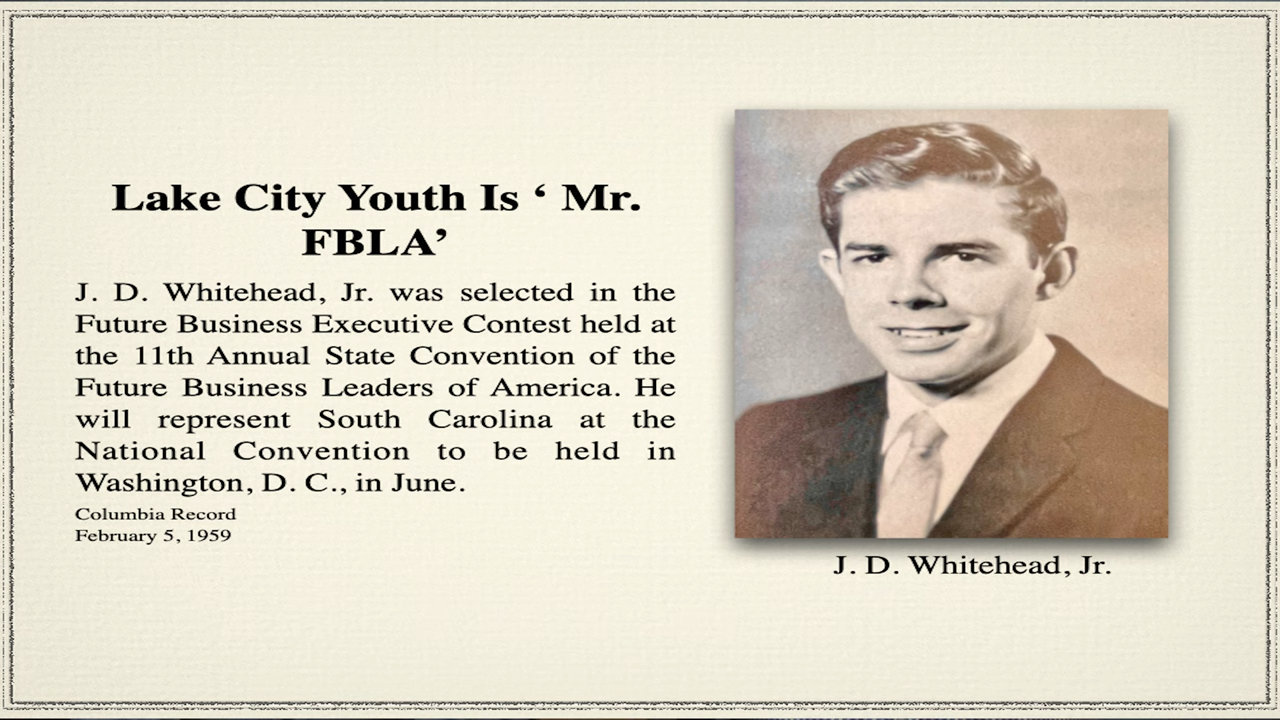 Lake City Youth Is ‘ Mr.
FBLA’
J. D. Whitehead, Jr. was selected in the
Future Business Executive Contest held at
the 11th Annual State Convention of the
Future Business Leaders of America. He
will represent South Carolina at the
National Convention to be held in
Washington, D. C., in June.
Columbia Record
February 5, 1959
J. D. Whitehead, Jr.